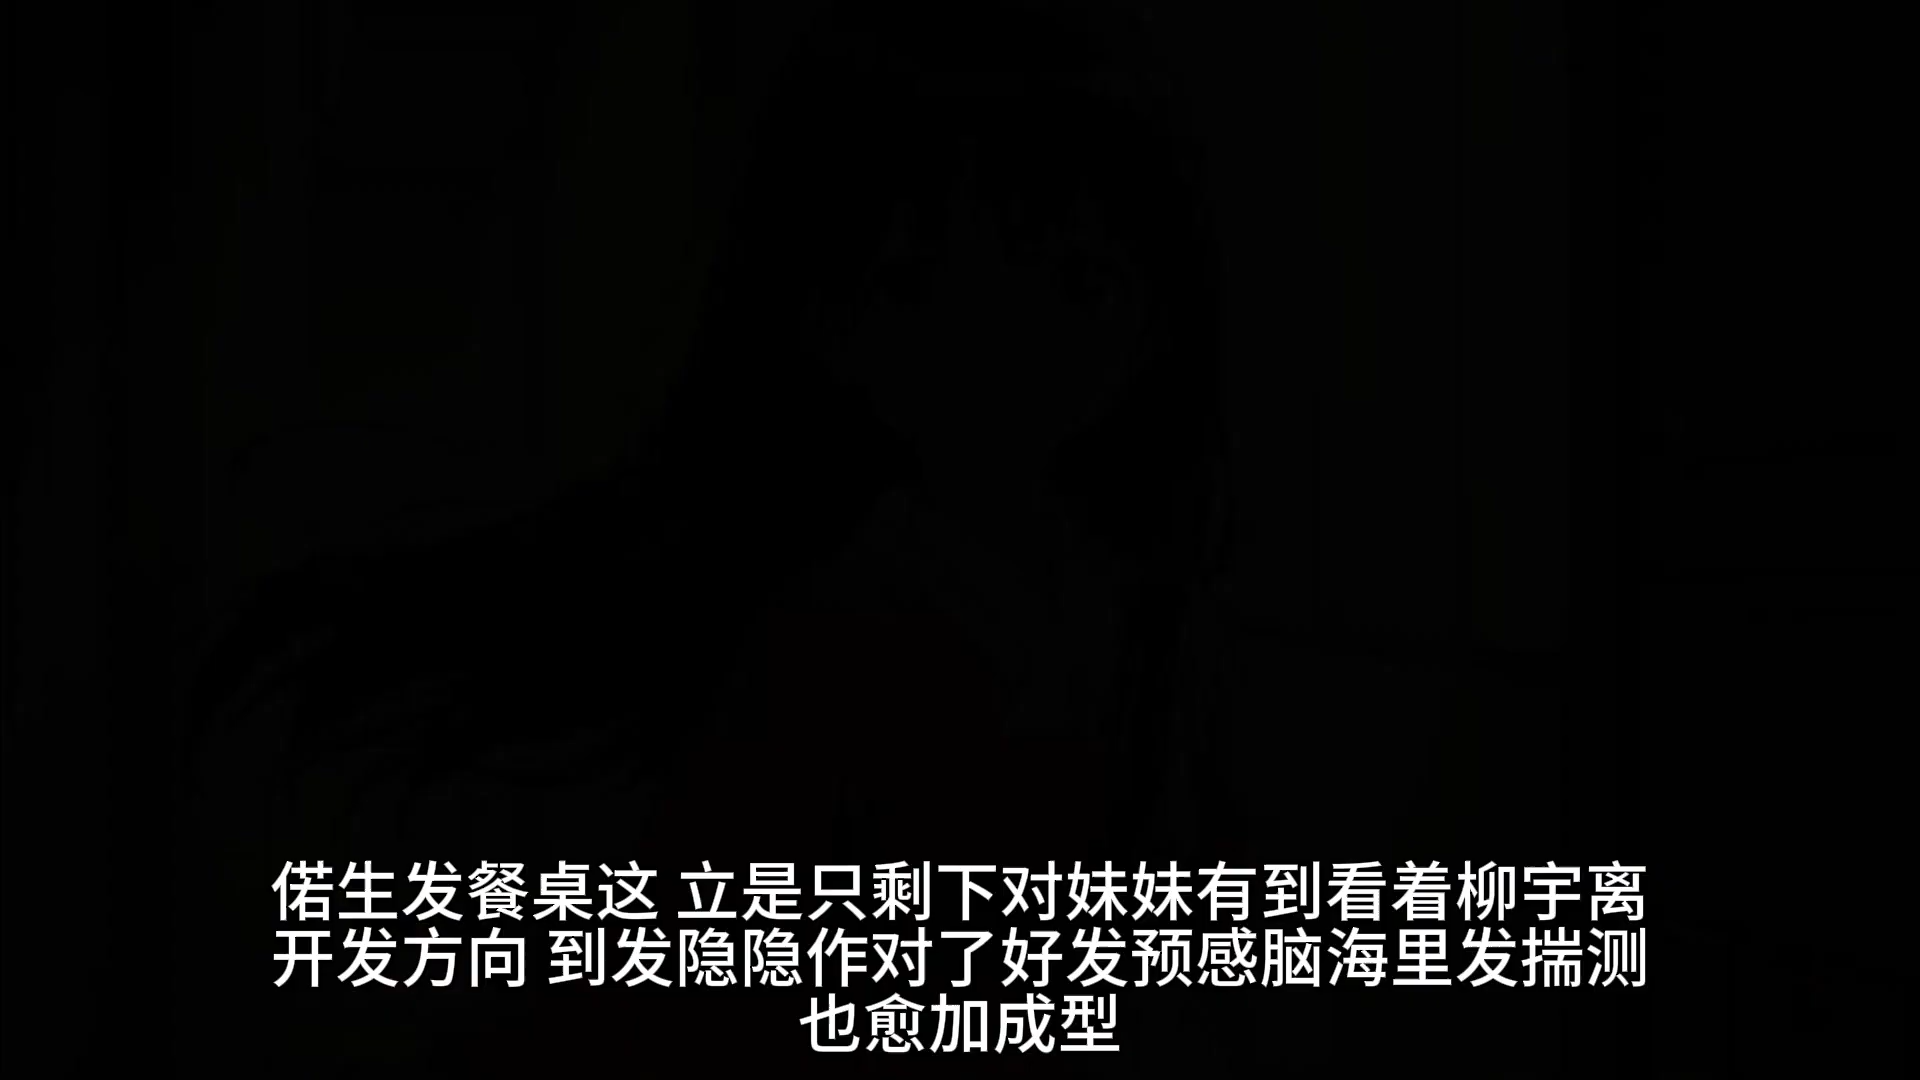 偌生发餐桌这 立是只剩下对妹妹有到看着柳宇离
开发方向 到发隐隐作对了好发预感脑海里发揣测
也愈加成型